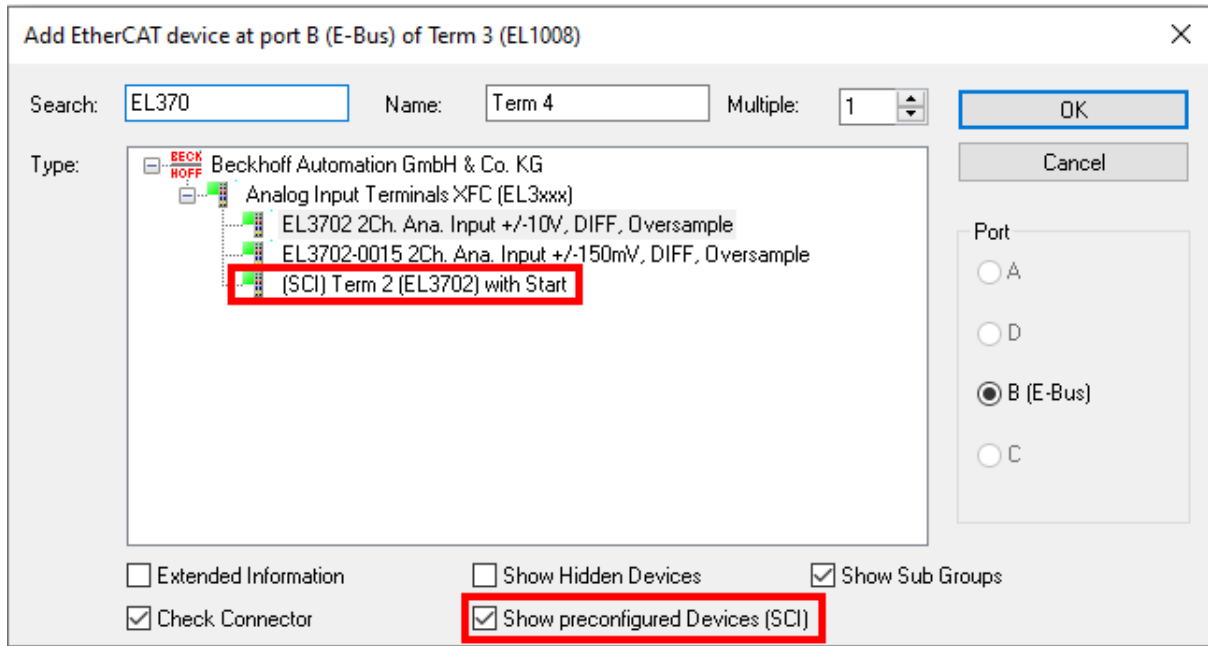 Add EtherCAT device at port B (E-Bus) of Term 3 (EL1008)
Search: EL370 Name: Term 4 Multiple: 1 OK
Type: BECKHOFF Beckhoff Automation GmbH & Co. KG Cancel
Analog Input Terminals XFC (EL3xxx)
EL3702 2Ch. Ana. Input +/-10V, DIFF, Oversample
EL3702-0015 2Ch. Ana. Input +/-150mV, DIFF, Oversample
(SCI) Term 2 (EL3702) with Start
Port
A
D
B (E-Bus)
C
Extended Information Show Hidden Devices Show Sub Groups
Check Connector Show preconfigured Devices (SCI)